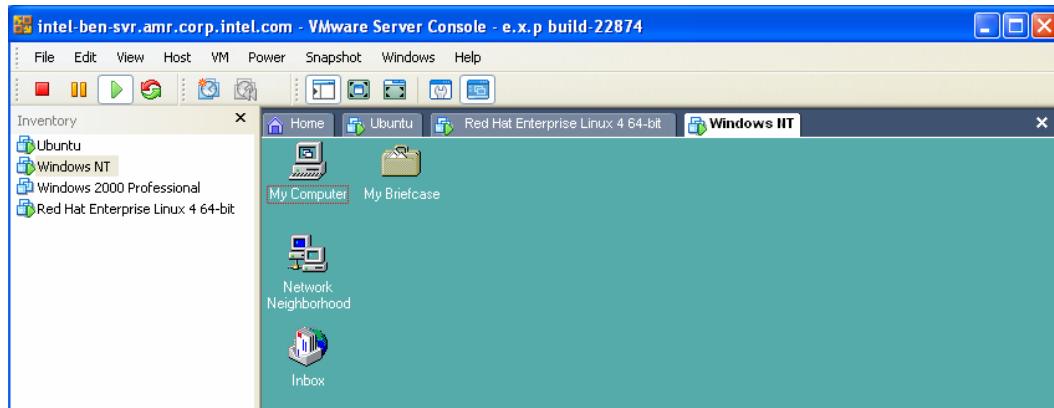 intel-ben-svr.amr.corp.intel.com - VMware Server Console - e.x.p build-22874
File Edit View Host VM Power Snapshot Windows Help
Inventory
Home Ubuntu Red Hat Enterprise Linux 4 64-bit Windows NT
Ubuntu
Windows NT
Windows 2000 Professional
Red Hat Enterprise Linux 4 64-bit
My Computer My Briefcase
Network
Neighborhood
Inbox